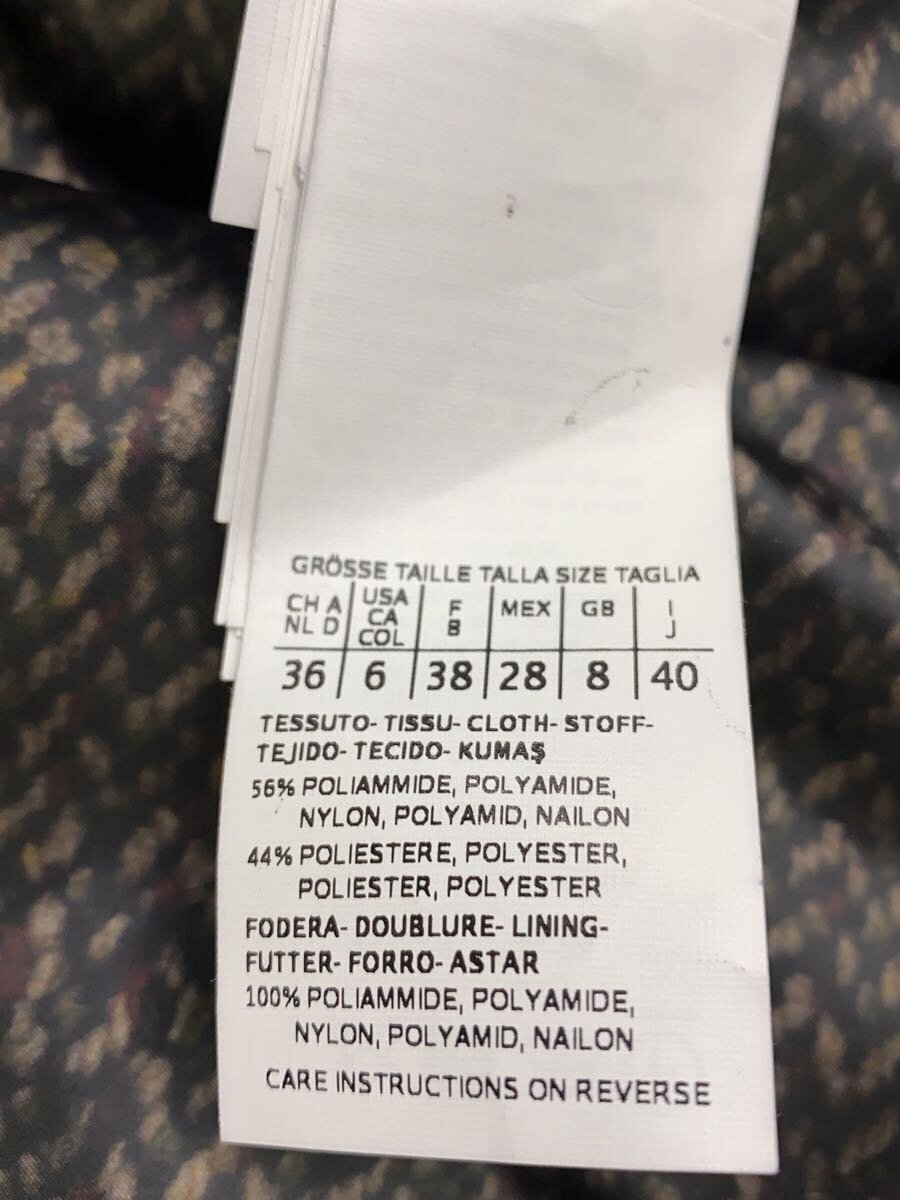 GRÖSSE TAILLE TALLA SIZE TAGLIA
CH A NL D USA CA COL F B MEX GB I J
36 6 38 28 8 40
TESSUTO- TISSU- CLOTH- STOFF-
TEJIDO- TECIDO- KUMAŞ
56% POLIAMMIDE, POLYAMIDE,
NYLON, POLYAMID, NAILON
44% POLIESTERE, POLYESTER,
POLIESTER, POLYESTER
FODERA- DOUBLURE- LINING-
FUTTER- FORRO- ASTAR
100% POLIAMMIDE, POLYAMIDE,
NYLON, POLYAMID, NAILON
CARE INSTRUCTIONS ON REVERSE